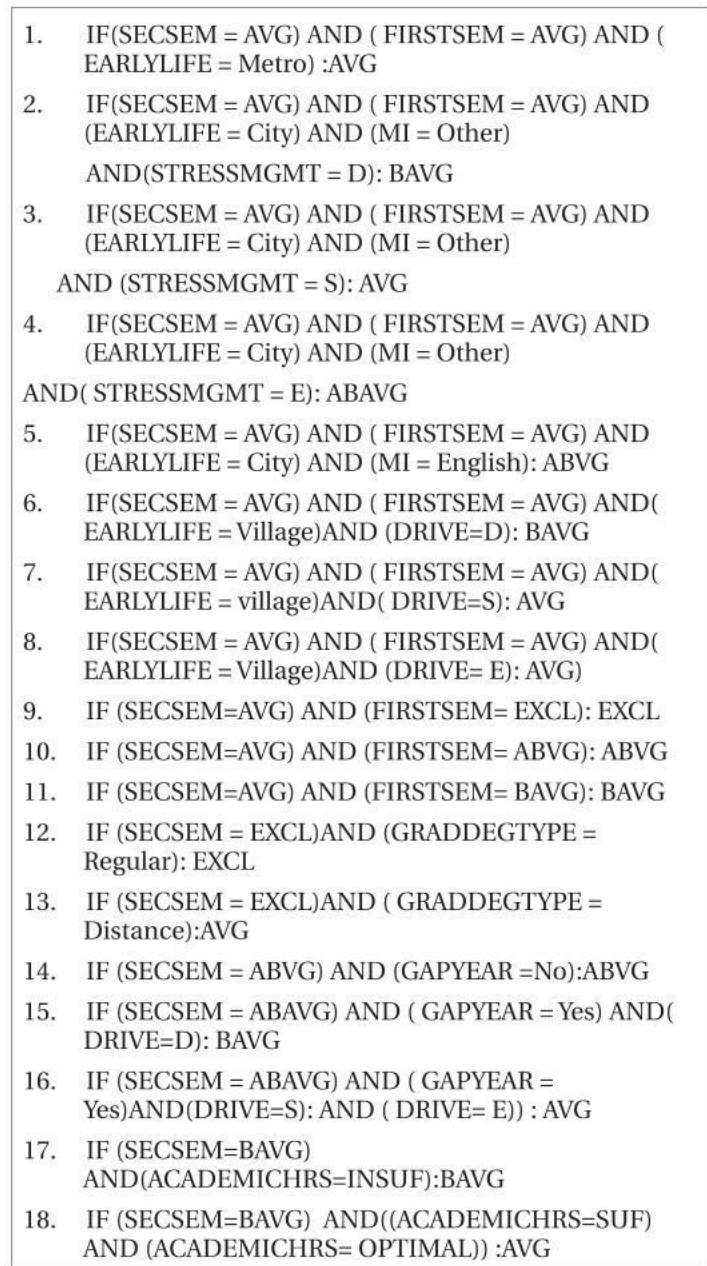 1. IF(SECSEM = AVG) AND ( FIRSTSEM = AVG) AND (
EARLYLIFE = Metro) :AVG
2. IF(SECSEM = AVG) AND ( FIRSTSEM = AVG) AND
(EARLYLIFE = City) AND (MI = Other)
AND(STRESSMGMT = D): BAVG
3. IF(SECSEM = AVG) AND ( FIRSTSEM = AVG) AND
(EARLYLIFE = City) AND (MI = Other)
AND (STRESSMGMT = S): AVG
4. IF(SECSEM = AVG) AND ( FIRSTSEM = AVG) AND
(EARLYLIFE = City) AND (MI = Other)
AND( STRESSMGMT = E): ABAVG
5. IF(SECSEM = AVG) AND ( FIRSTSEM = AVG) AND
(EARLYLIFE = City) AND (MI = English): ABVG
6. IF(SECSEM = AVG) AND ( FIRSTSEM = AVG) AND(
EARLYLIFE = Village)AND (DRIVE=D): BAVG
7. IF(SECSEM = AVG) AND ( FIRSTSEM = AVG) AND(
EARLYLIFE = village)AND( DRIVE=S): AVG
8. IF(SECSEM = AVG) AND ( FIRSTSEM = AVG) AND(
EARLYLIFE = Village)AND (DRIVE= E): AVG)
9. IF (SECSEM=AVG) AND (FIRSTSEM= EXCL): EXCL
10. IF (SECSEM=AVG) AND (FIRSTSEM= ABVG): ABVG
11. IF (SECSEM=AVG) AND (FIRSTSEM= BAVG): BAVG
12. IF (SECSEM = EXCL)AND (GRADDEGTYPE =
Regular): EXCL
13. IF (SECSEM = EXCL)AND ( GRADDEGTYPE =
Distance):AVG
14. IF (SECSEM = ABVG) AND (GAPYEAR =No):ABVG
15. IF (SECSEM = ABAVG) AND ( GAPYEAR = Yes) AND(
DRIVE=D): BAVG
16. IF (SECSEM = ABAVG) AND ( GAPYEAR =
Yes)AND(DRIVE=S): AND ( DRIVE= E)) : AVG
17. IF (SECSEM=BAVG)
AND(ACADEMICHRS=INSUF):BAVG
18. IF (SECSEM=BAVG) AND((ACADEMICHRS=SUF)
AND (ACADEMICHRS= OPTIMAL)) :AVG